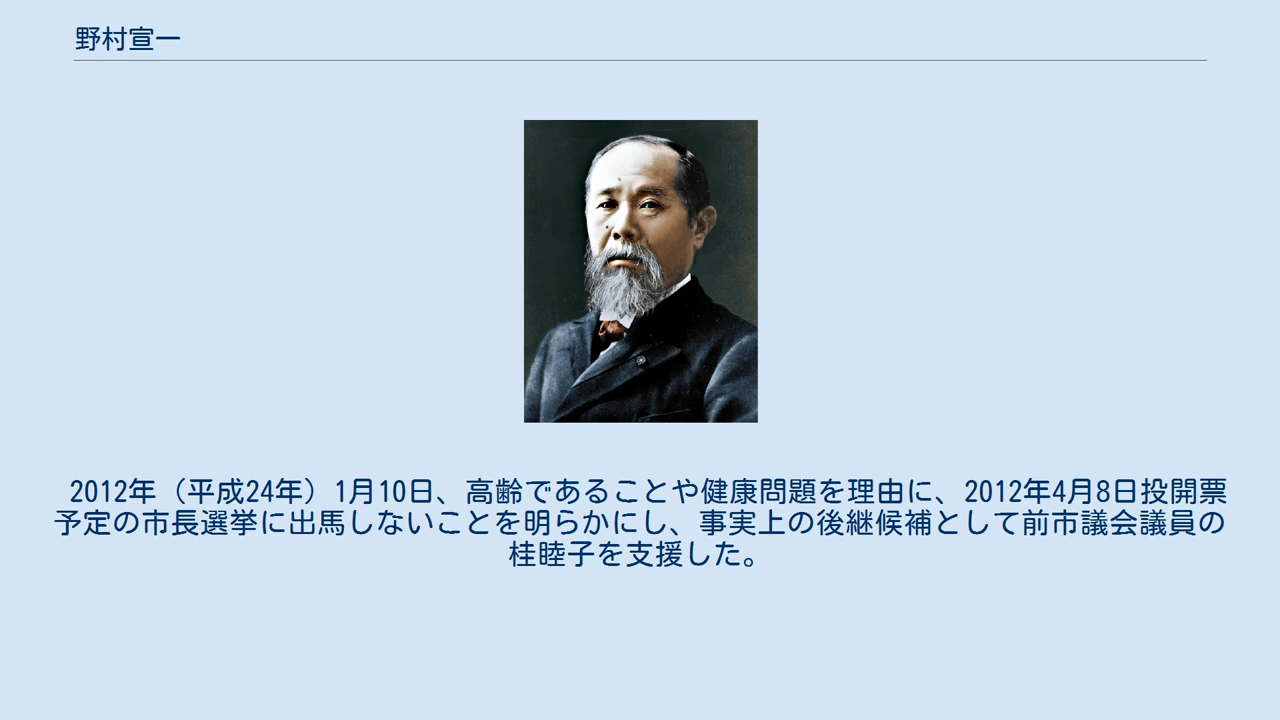 野村宣一
2012年（平成24年）1月10日、高齢であることや健康問題を理由に、2012年4月8日投開票
予定の市長選挙に出馬しないことを明らかにし、事実上の後継候補として前市議会議員の
桂睦子を支援した。